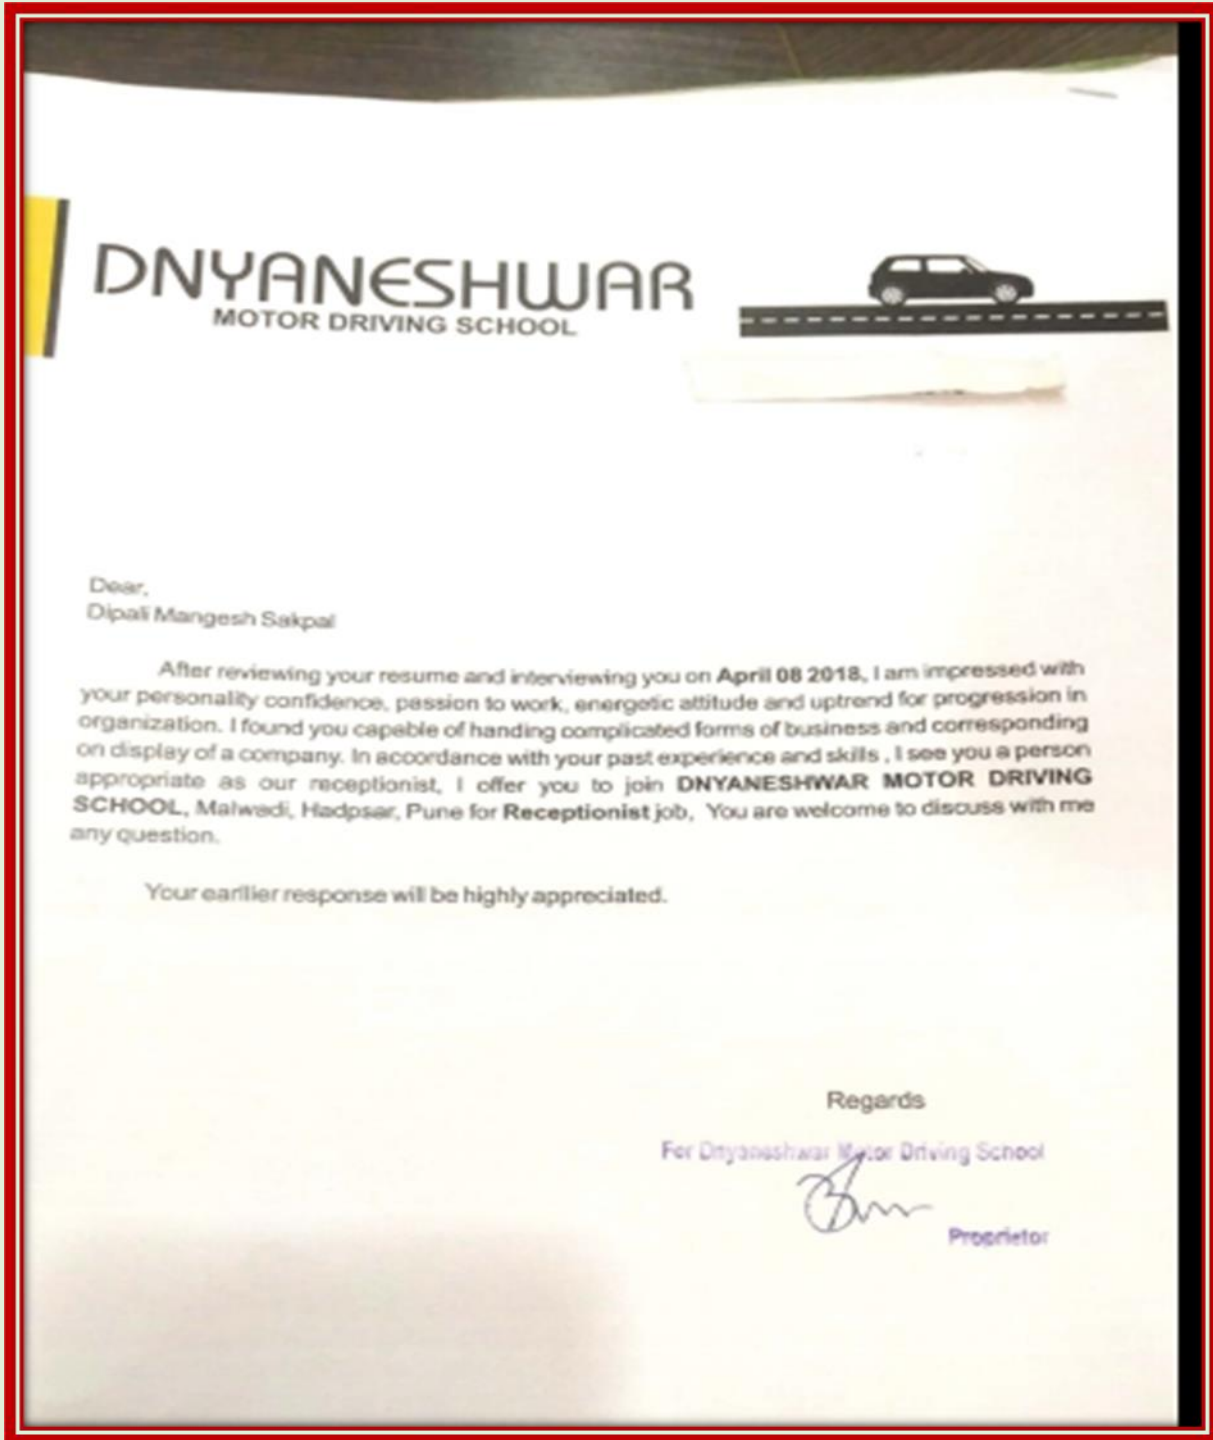 DNYANESHWAR
MOTOR DRIVING SCHOOL
Dear,
Dipali Mangesh Sakpal
After reviewing your resume and interviewing you on April 08 2018, I am impressed with
your personality confidence, passion to work, energetic attitude and uptrend for progression in
organization. I found you capable of handing complicated forms of business and corresponding
on display of a company. In accordance with your past experience and skills , I see you a person
appropriate as our receptionist, I offer you to join DNYANESHWAR MOTOR DRIVING
SCHOOL, Malwadi, Hadpsar, Pune for Receptionist job, You are welcome to discuss with me
any question.
Your earlier response will be highly appreciated.
Regards
For Dnyaneshwar Motor Driving School
Proprietor